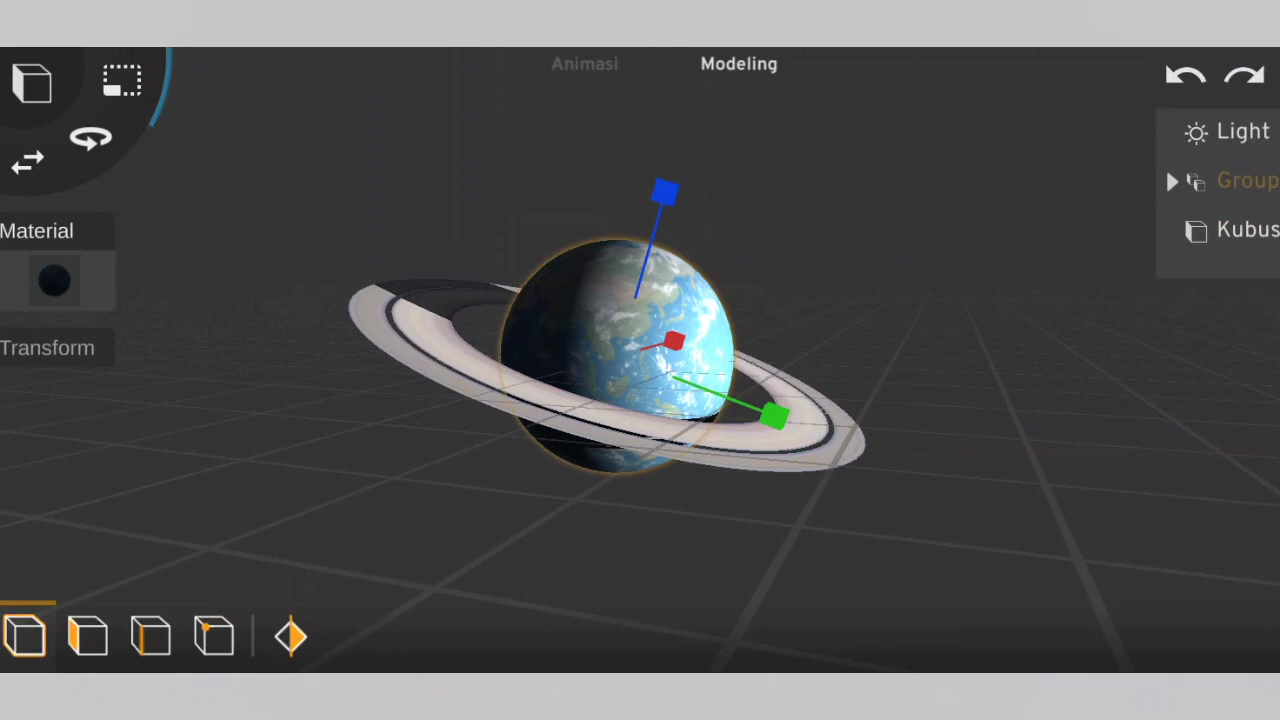 Animasi
Modeling
Light
Group
Kubus
Material
Transform